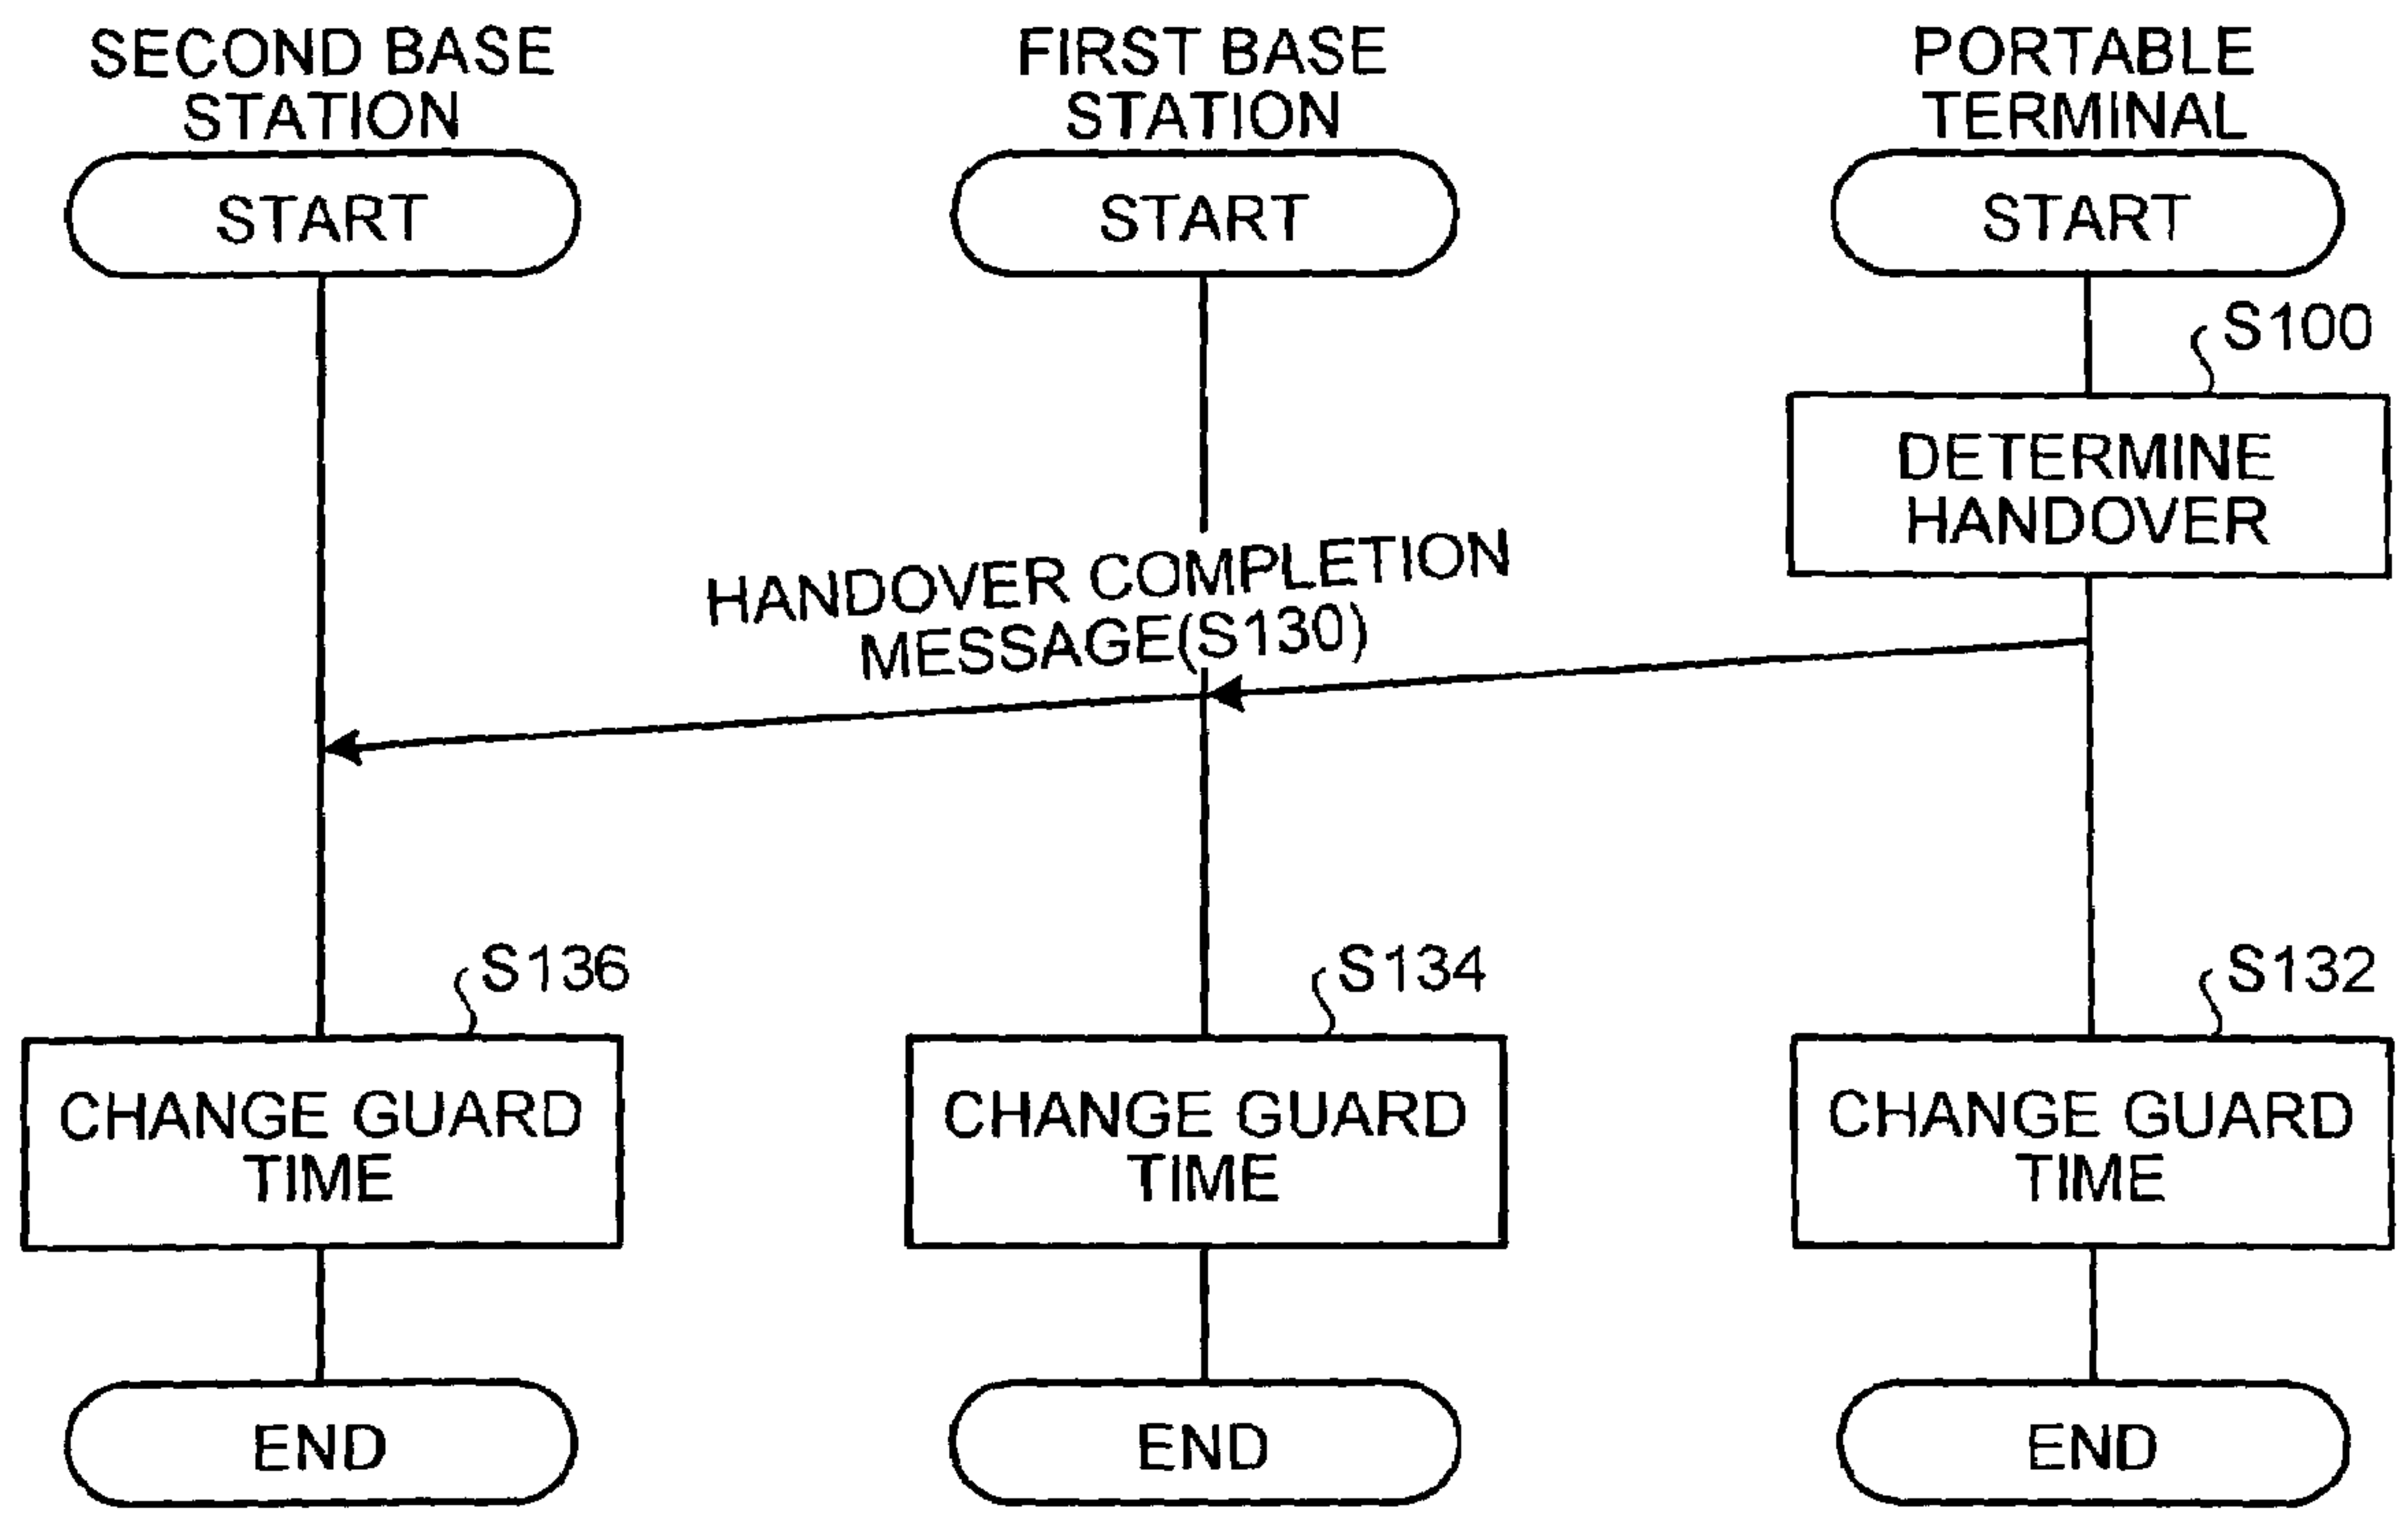 SECOND BASE
STATION
FIRST BASE
STATION
PORTABLE
TERMINAL
START
START
START
S100
DETERMINE
HANDOVER
HANDOVER COMPLETION
MESSAGE(S130)
S136
S134
S132
CHANGE GUARD
TIME
CHANGE GUARD
TIME
CHANGE GUARD
TIME
END
END
END